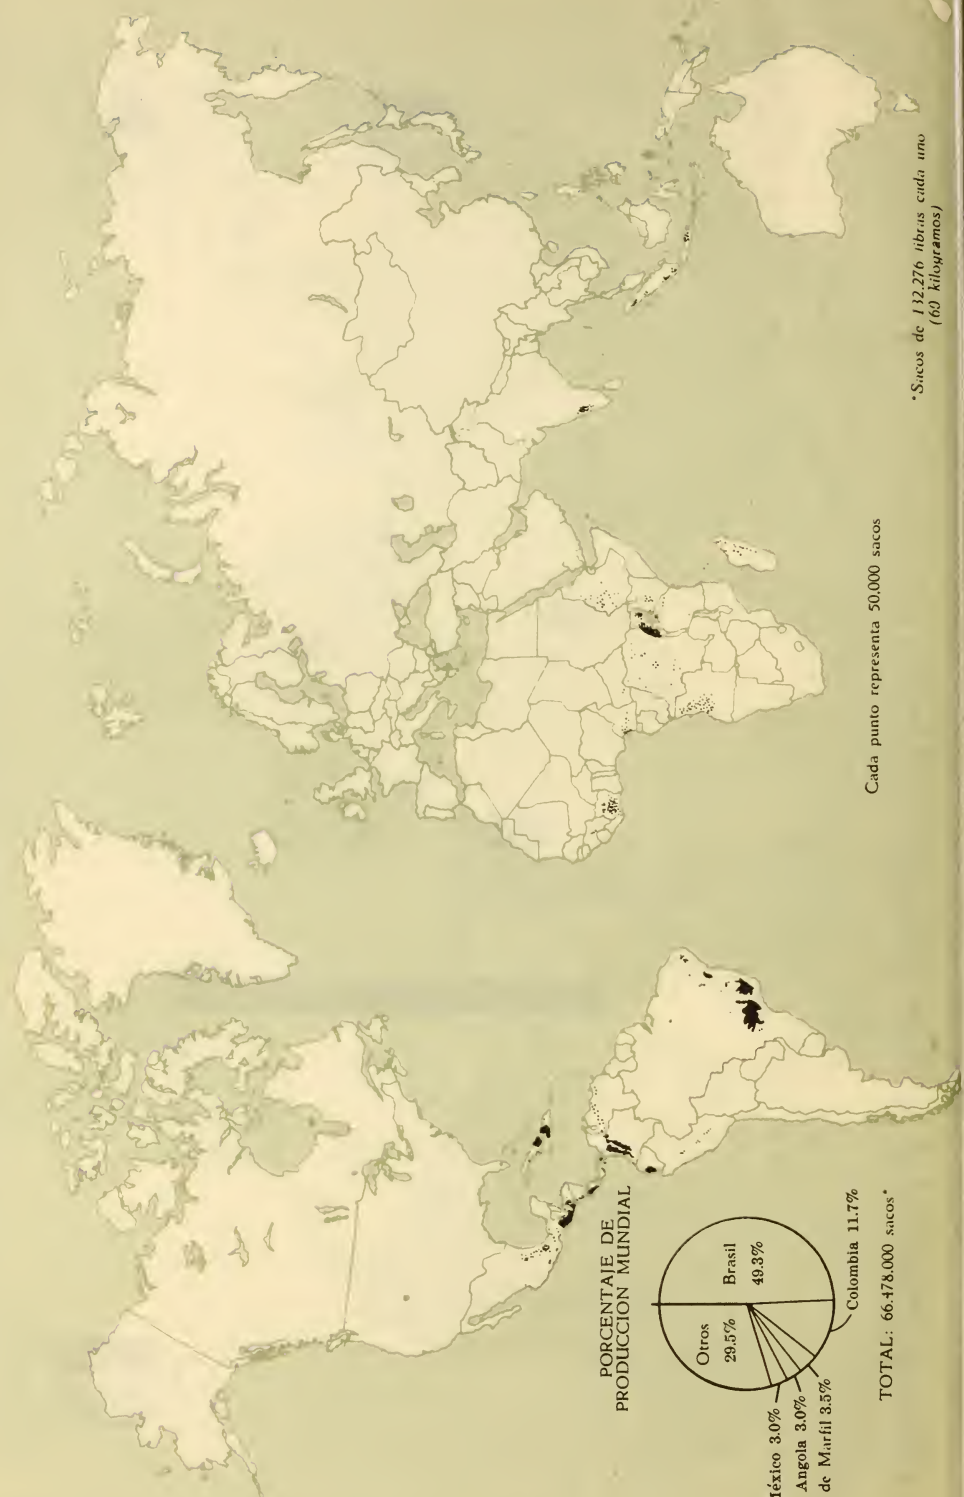 PORCENTAJE DE
PRODUCCION MUNDIAL
Otros
29.5%
Brasil
49.3%
México 3.0%
Angola 3.0%
de Marfil 3.5%
Colombia 11.7%
TOTAL: 66.478.000 sacos*
Cada punto representa 50.000 sacos
*Sacos de 132.276 libras cada uno
(60 kilogramos)